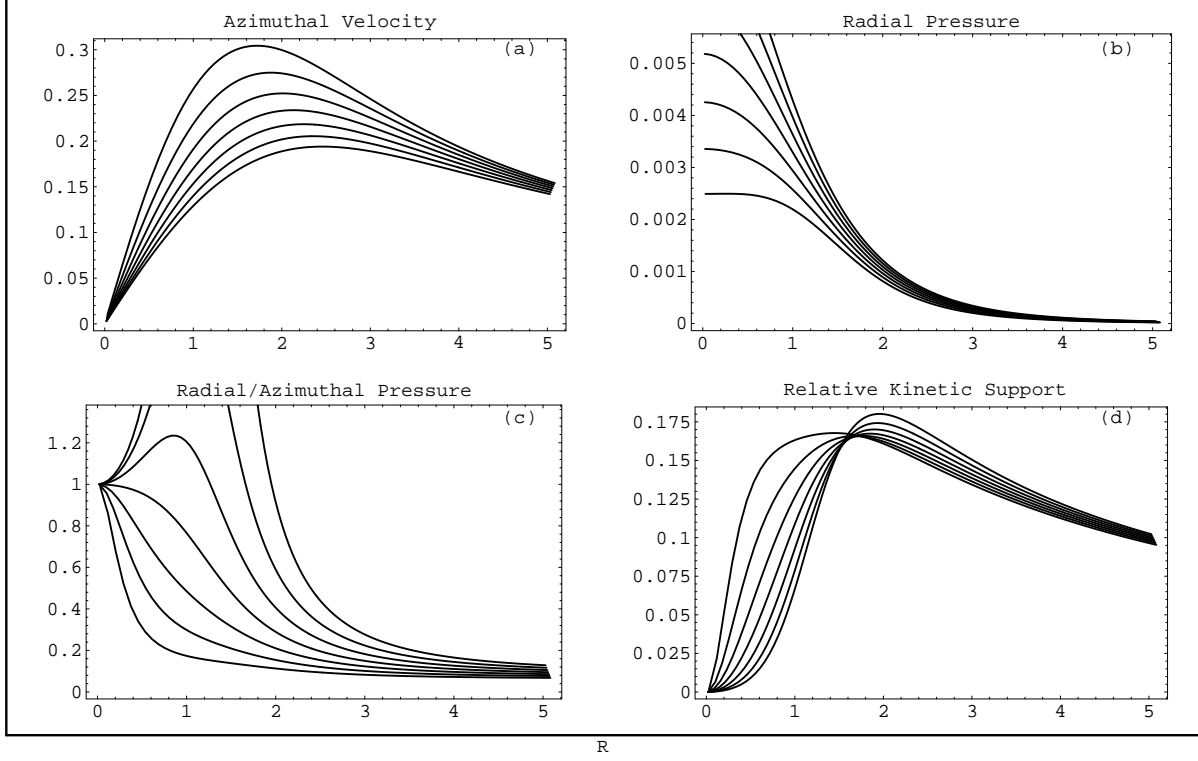 Azimuthal Velocity
(a)
0.3
0.25
0.2
0.15
0.1
0.05
0
0 1 2 3 4 5
Radial Pressure
(b)
0.005
0.004
0.003
0.002
0.001
0
0 1 2 3 4 5
Radial/Azimuthal Pressure
(c)
1.2
1
0.8
0.6
0.4
0.2
0
0 1 2 3 4 5
Relative Kinetic Support
(d)
0.175
0.15
0.125
0.1
0.075
0.05
0.025
0
0 1 2 3 4 5
R